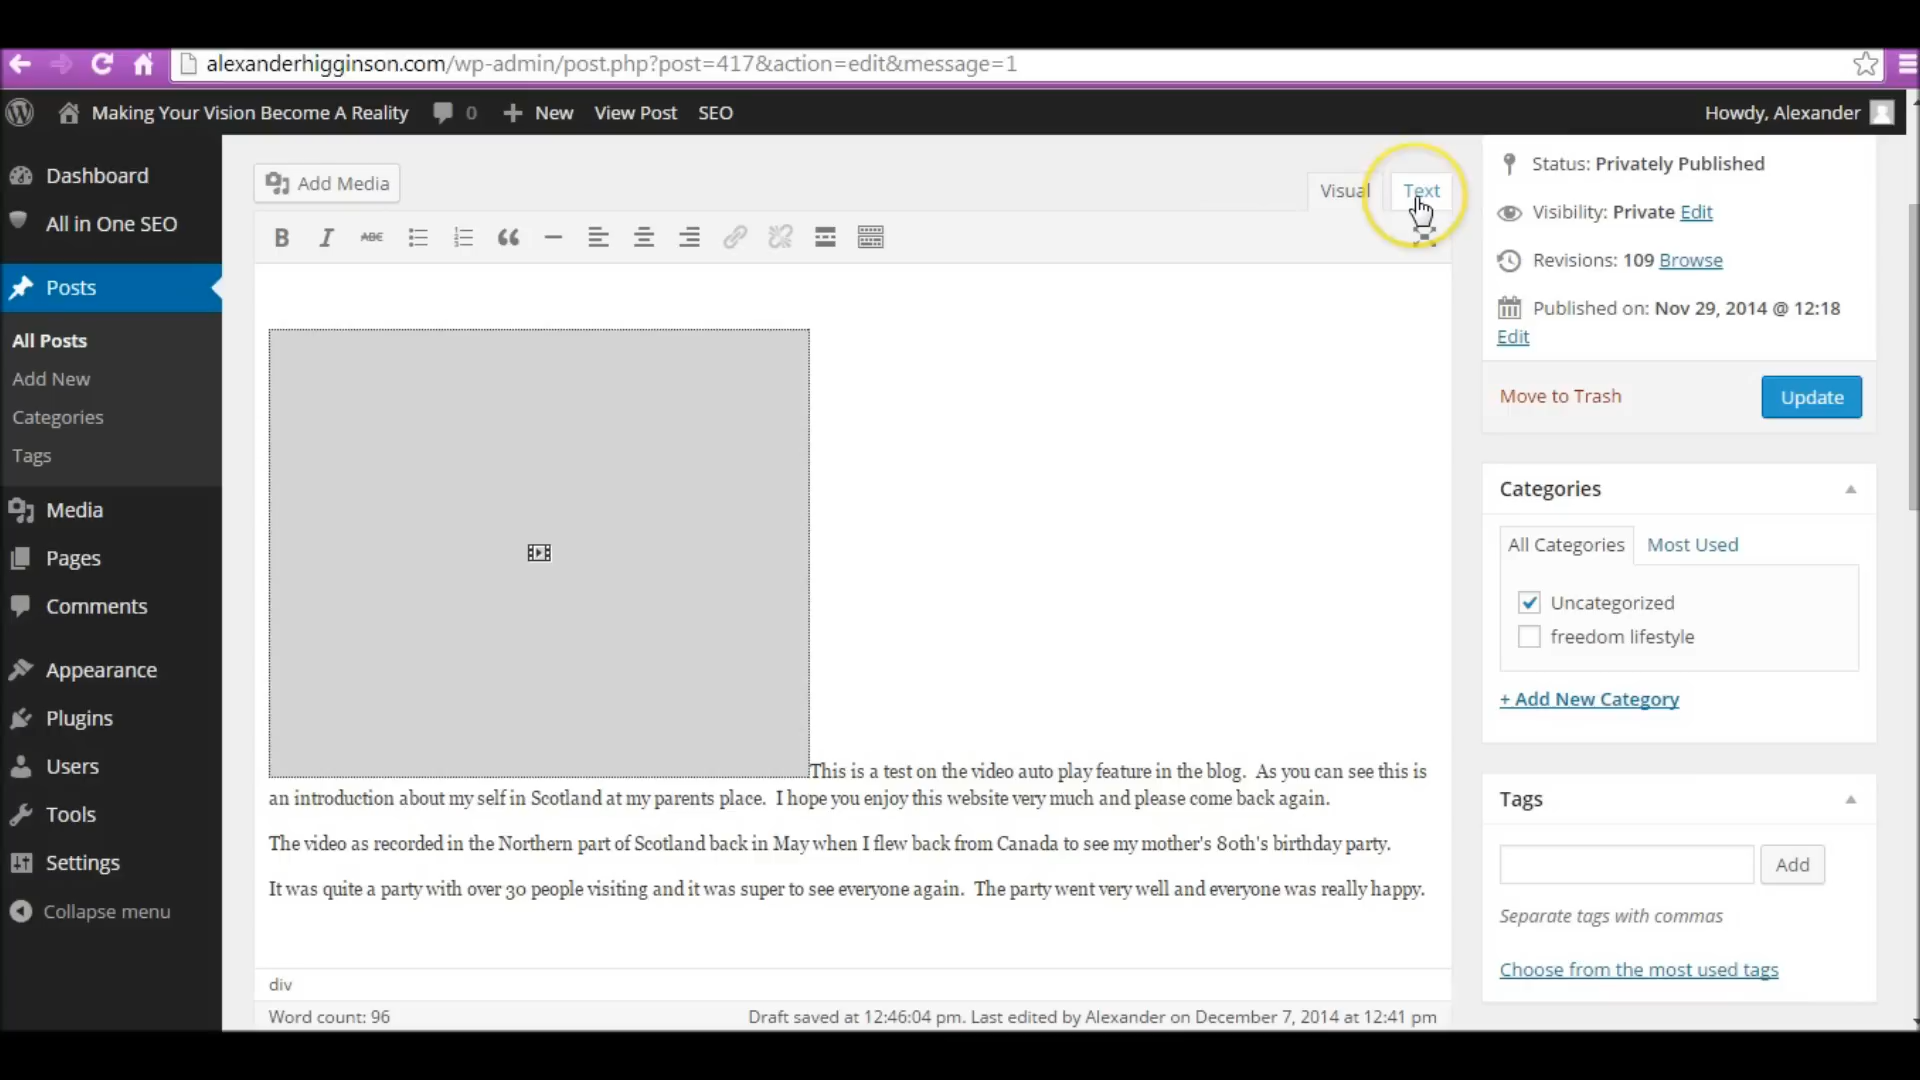 alexanderhigginson.com/wp-admin/post.php?post=417&action=edit&message=1
Making Your Vision Become A Reality 0 New View Post SEO Howdy, Alexander
Dashboard
All in One SEO
Posts
All Posts
Add New
Categories
Tags
Media
Pages
Comments
Appearance
Plugins
Users
Tools
Settings
Collapse menu
Add Media
Visual Text
B I ABC
This is a test on the video auto play feature in the blog. As you can see this is
an introduction about my self in Scotland at my parents place. I hope you enjoy this website very much and please come back again.
The video as recorded in the Northern part of Scotland back in May when I flew back from Canada to see my mother's 80th's birthday party.
It was quite a party with over 30 people visiting and it was super to see everyone again. The party went very well and everyone was really happy.
div
Word count: 96 Draft saved at 12:46:04 pm. Last edited by Alexander on December 7, 2014 at 12:41 pm
Status: Privately Published
Visibility: Private Edit
Revisions: 109 Browse
Published on: Nov 29, 2014 @ 12:18
Edit
Move to Trash Update
Categories
All Categories Most Used
Uncategorized
freedom lifestyle
+ Add New Category
Tags
Add
Separate tags with commas
Choose from the most used tags